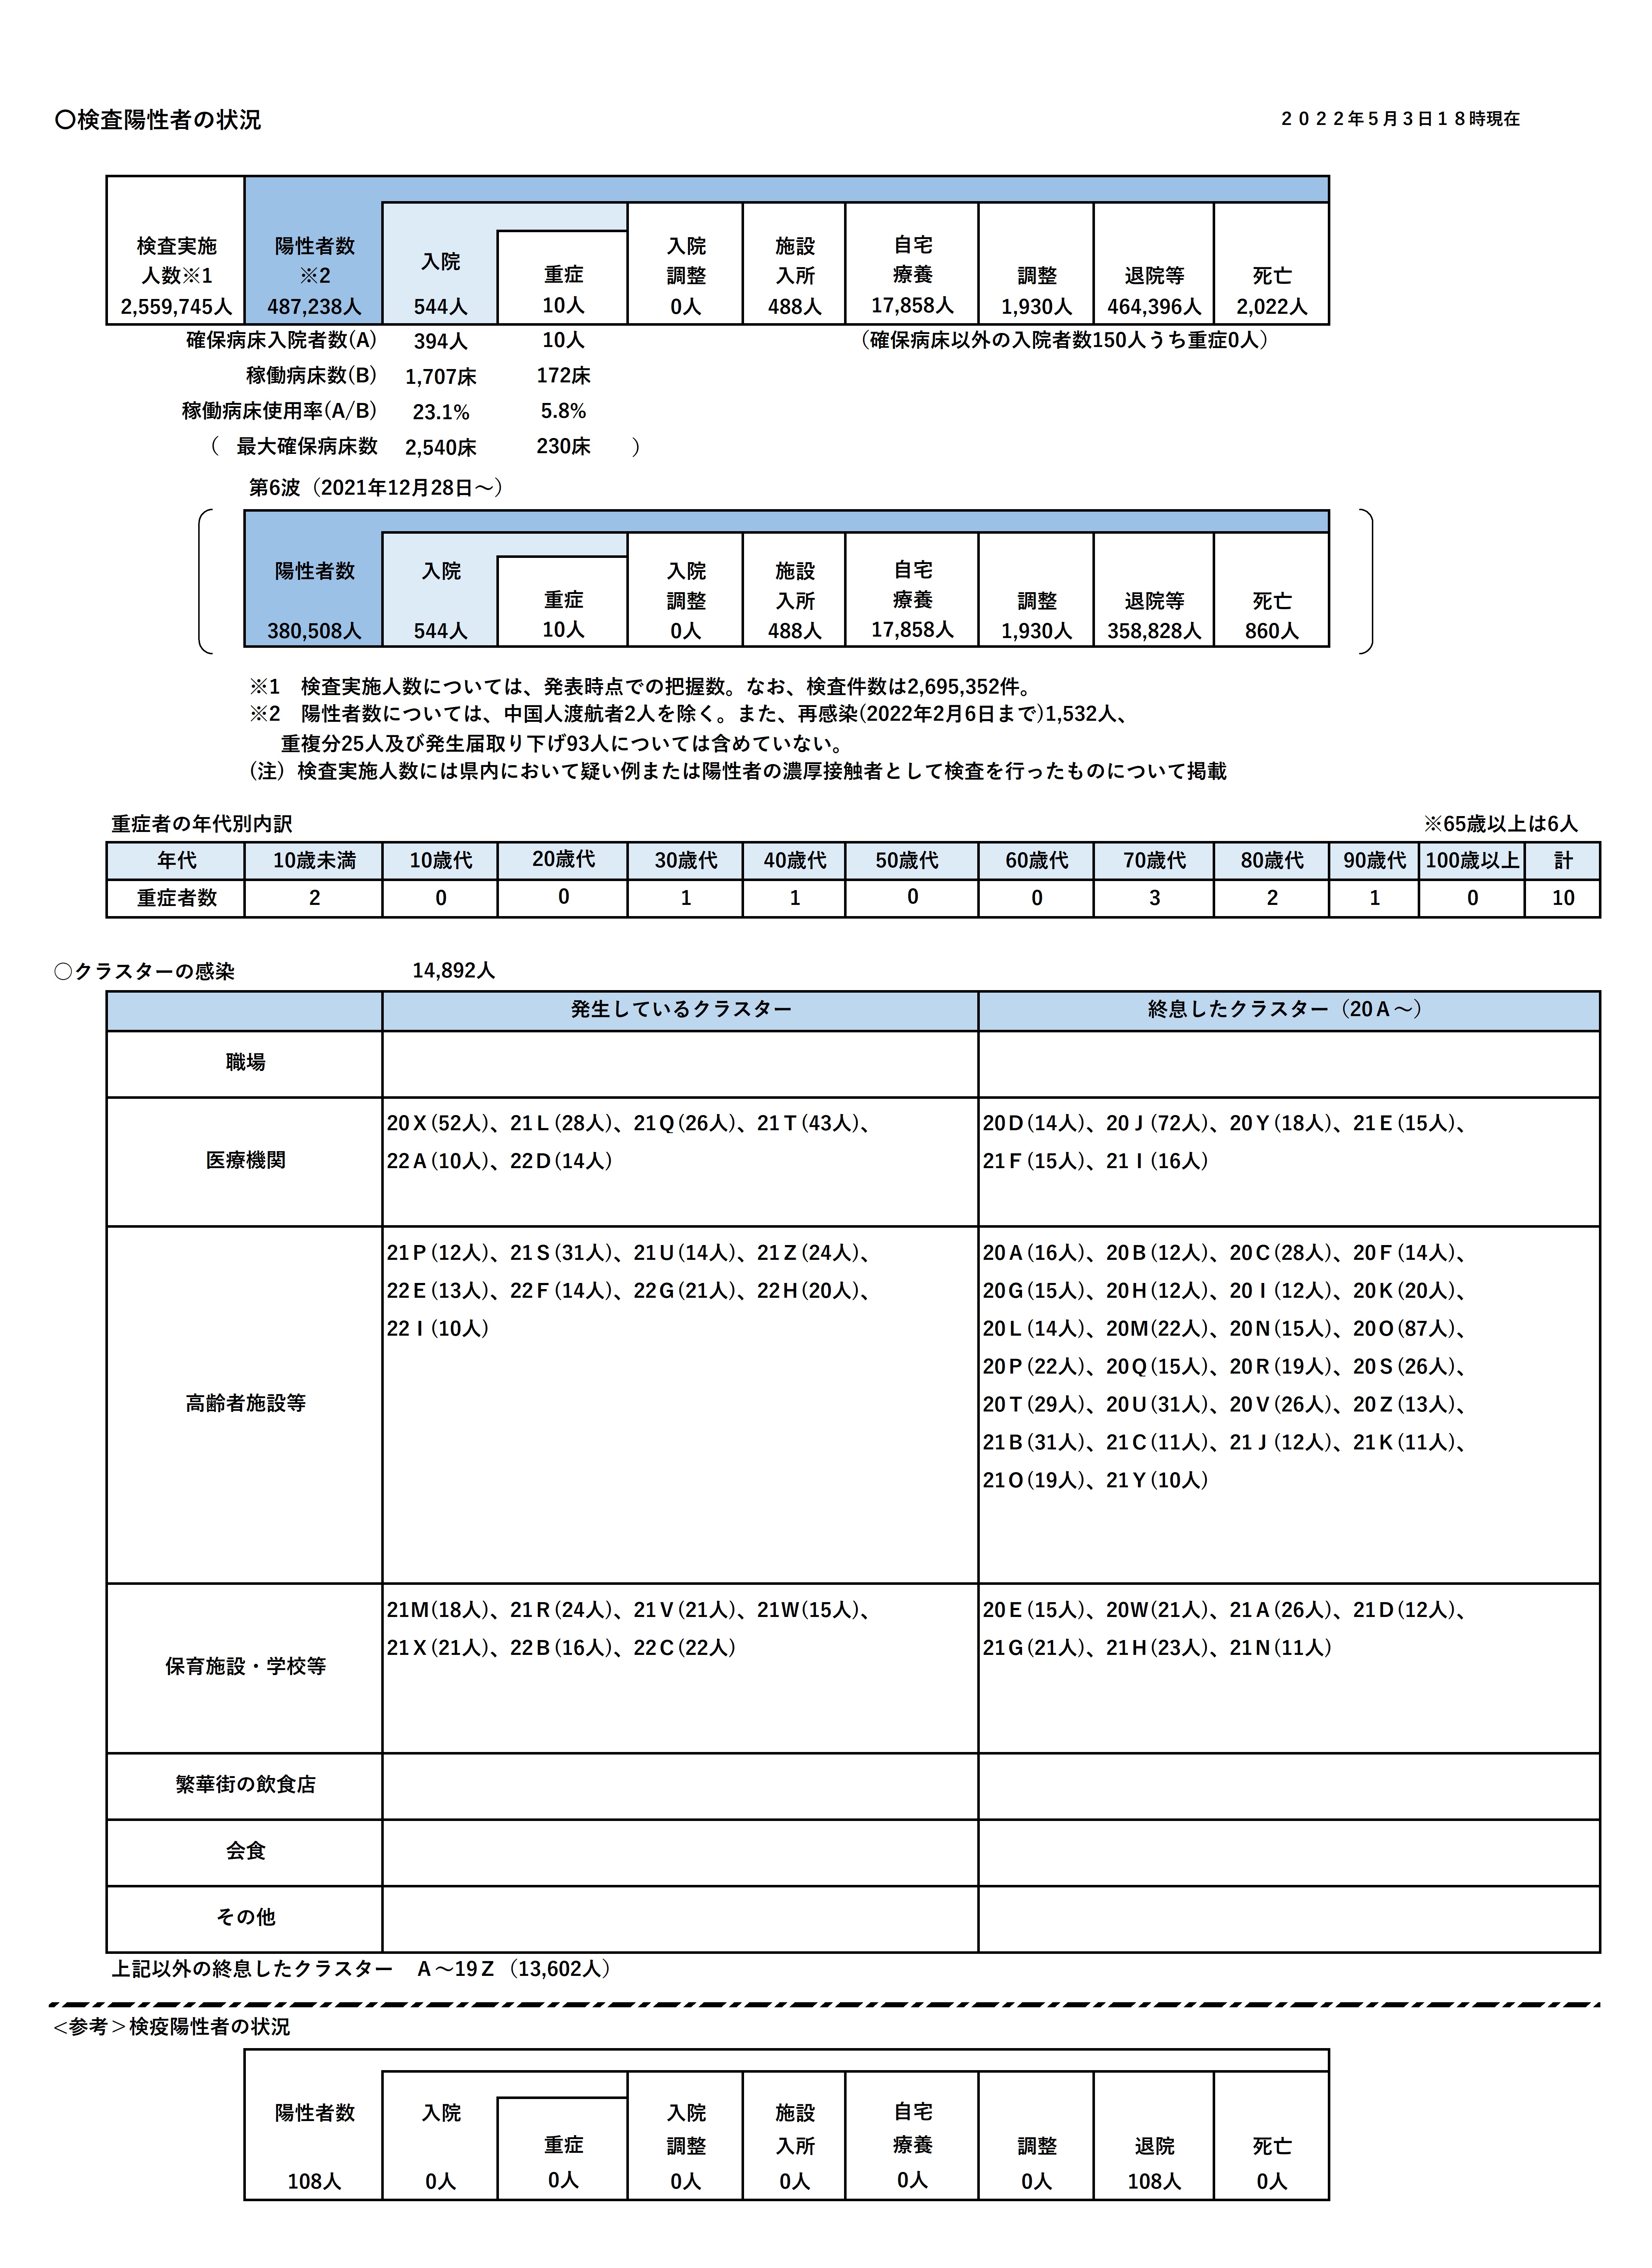 〇検査陽性者の状況
２０２２年５月３日１８時現在
検査実施 陽性者数 入院 入院 施設 自宅
人数※1 ※2 重症 調整 入所 療養 調整 退院等 死亡
2,559,745人 487,238人 544人 10人 0人 488人 17,858人 1,930人 464,396人 2,022人
確保病床入院者数(A) 394人 10人 （確保病床以外の入院者数150人うち重症0人）
稼働病床数(B) 1,707床 172床
稼働病床使用率(A/B) 23.1% 5.8%
（ 最大確保病床数 2,540床 230床 ）
第6波（2021年12月28日～）
陽性者数 入院 入院 施設 自宅
重症 調整 入所 療養 調整 退院等 死亡
380,508人 544人 10人 0人 488人 17,858人 1,930人 358,828人 860人
※1　検査実施人数については、発表時点での把握数。なお、検査件数は2,695,352件。
※2　陽性者数については、中国人渡航者2人を除く。また、再感染(2022年2月6日まで)1,532人、
重複分25人及び発生届取り下げ93人については含めていない。
(注)　検査実施人数には県内において疑い例または陽性者の濃厚接触者として検査を行ったものについて掲載
重症者の年代別内訳 ※65歳以上は6人
年代 10歳未満 10歳代 20歳代 30歳代 40歳代 50歳代 60歳代 70歳代 80歳代 90歳代 100歳以上 計
重症者数 2 0 0 1 1 0 0 3 2 1 0 10
○クラスターの感染 14,892人
発生しているクラスター 終息したクラスター（20Ａ～）
職場
医療機関
20Ｘ(52人)、21Ｌ(28人)、21Ｑ(26人)、21Ｔ(43人)、
22Ａ(10人)、22Ｄ(14人)
20Ｄ(14人)、20Ｊ(72人)、20Ｙ(18人)、21Ｅ(15人)、
21Ｆ(15人)、21Ｉ(16人)
高齢者施設等
21Ｐ(12人)、21Ｓ(31人)、21Ｕ(14人)、21Ｚ(24人)、
22Ｅ(13人)、22Ｆ(14人)、22Ｇ(21人)、22Ｈ(20人)、
22Ｉ(10人)
20Ａ(16人)、20Ｂ(12人)、20Ｃ(28人)、20Ｆ(14人)、
20Ｇ(15人)、20Ｈ(12人)、20Ｉ(12人)、20Ｋ(20人)、
20Ｌ(14人)、20Ｍ(22人)、20Ｎ(15人)、20Ｏ(87人)、
20Ｐ(22人)、20Ｑ(15人)、20Ｒ(19人)、20Ｓ(26人)、
20Ｔ(29人)、20Ｕ(31人)、20Ｖ(26人)、20Ｚ(13人)、
21Ｂ(31人)、21Ｃ(11人)、21Ｊ(12人)、21Ｋ(11人)、
21Ｏ(19人)、21Ｙ(10人)
保育施設・学校等
21Ｍ(18人)、21Ｒ(24人)、21Ｖ(21人)、21Ｗ(15人)、
21Ｘ(21人)、22Ｂ(16人)、22Ｃ(22人)
20Ｅ(15人)、20Ｗ(21人)、21Ａ(26人)、21Ｄ(12人)、
21Ｇ(21人)、21Ｈ(23人)、21Ｎ(11人)
繁華街の飲食店
会食
その他
上記以外の終息したクラスター　Ａ～19Ｚ（13,602人）
<参考＞検疫陽性者の状況
陽性者数 入院 入院 施設 自宅
重症 調整 入所 療養 調整 退院 死亡
108人 0人 0人 0人 0人 0人 0人 108人 0人